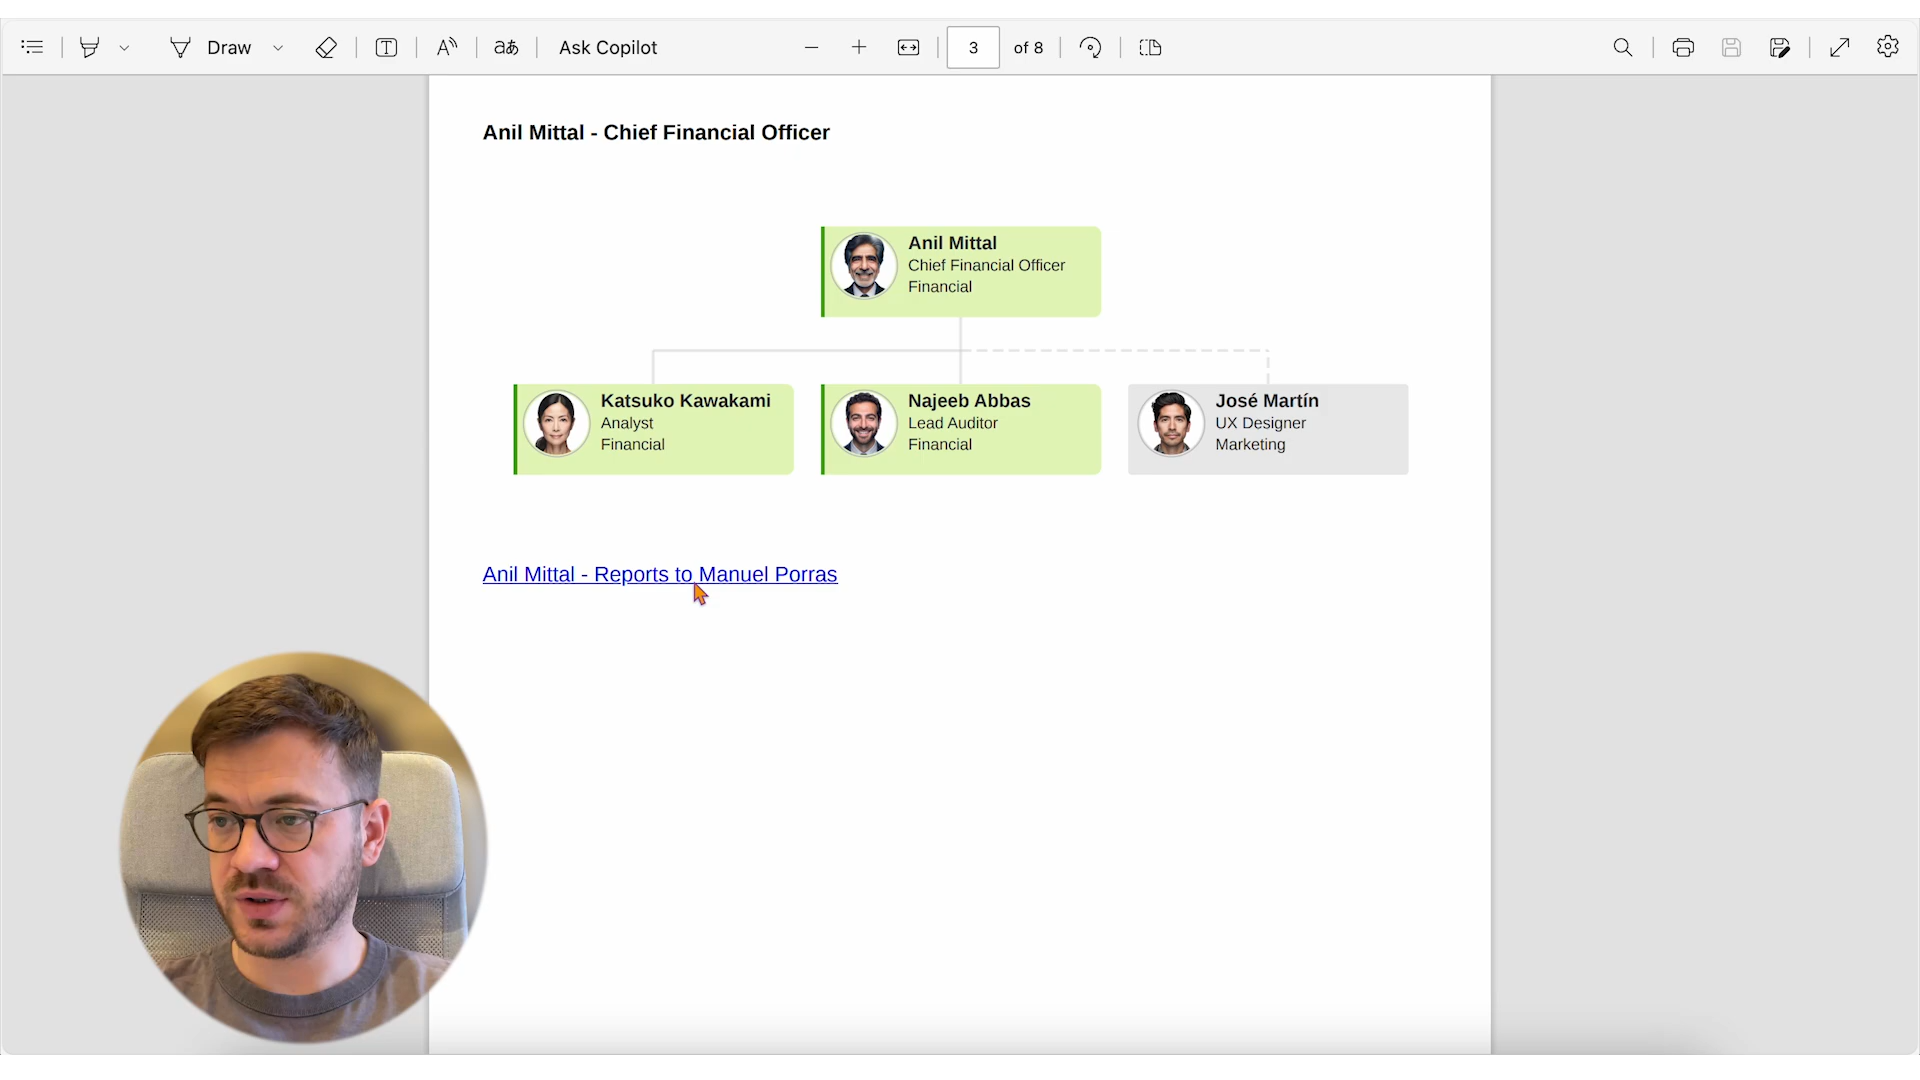 Draw
Ask Copilot
3 of 8
Anil Mittal - Chief Financial Officer
Anil Mittal
Chief Financial Officer
Financial
Katsuko Kawakami
Analyst
Financial
Najeeb Abbas
Lead Auditor
Financial
José Martín
UX Designer
Marketing
Anil Mittal - Reports to Manuel Porras